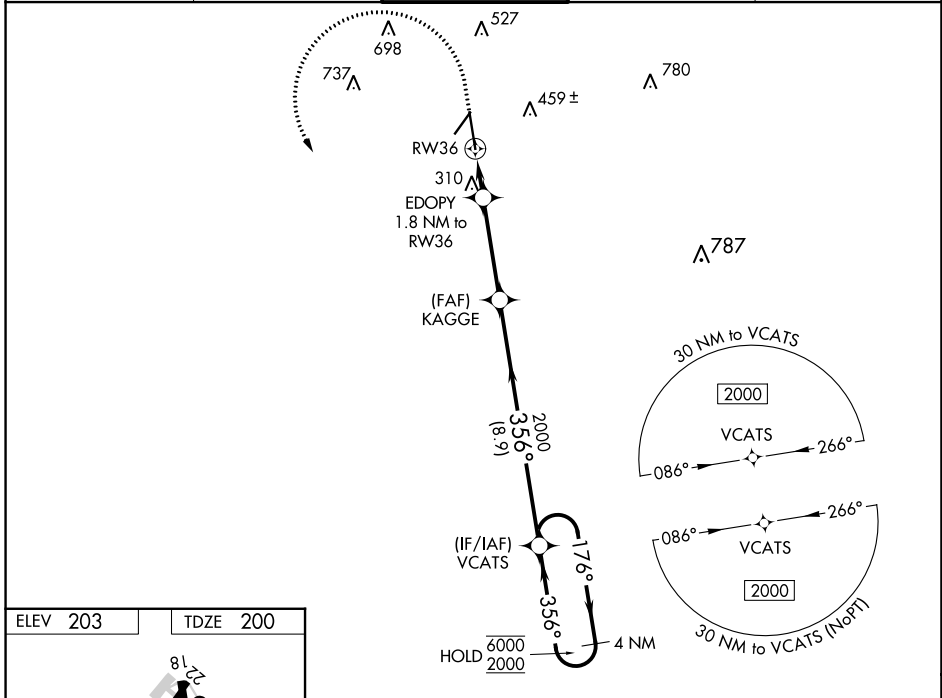 527
698
737
780
459 ±
RW36
310
EDOPY
1.8 NM to
RW36
787
(FAF)
KAGGE
30 NM to VCATS
2000
VCATS
086°
266°
2000
356°
(8.9)
086°
266°
VCATS
2000
30 NM to VCATS (NoPT)
(IF/IAF)
VCATS
176°
356°
HOLD 6000
2000
4 NM
ELEV 203
TDZE 200
18
22